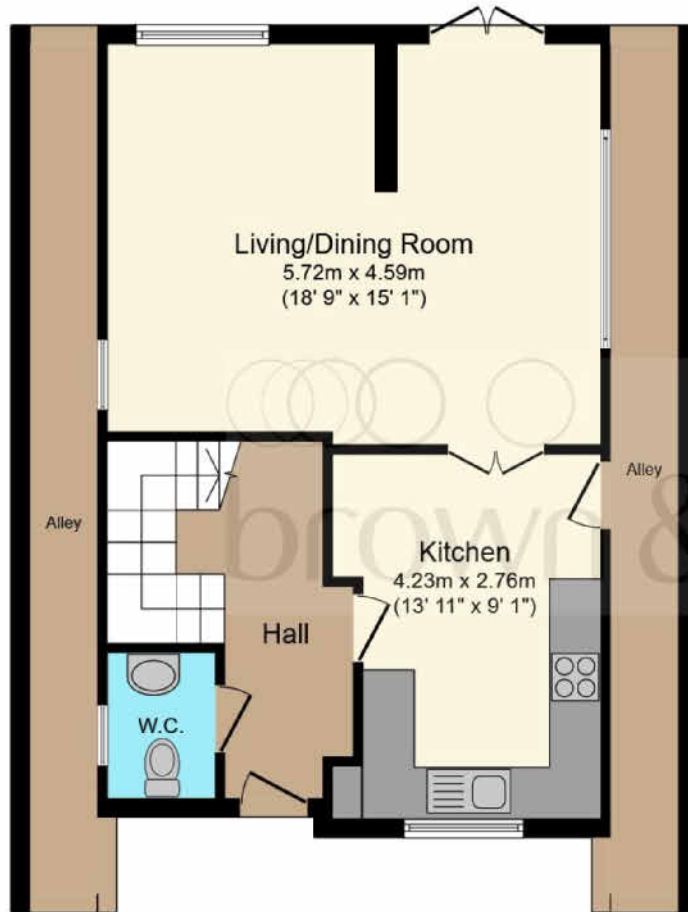 Living/Dining Room
5.72m x 4.59m
(18' 9" x 15' 1")
Alley
Alley
brown &
Kitchen
4.23m x 2.76m
(13' 11" x 9' 1")
Hall
W.C.